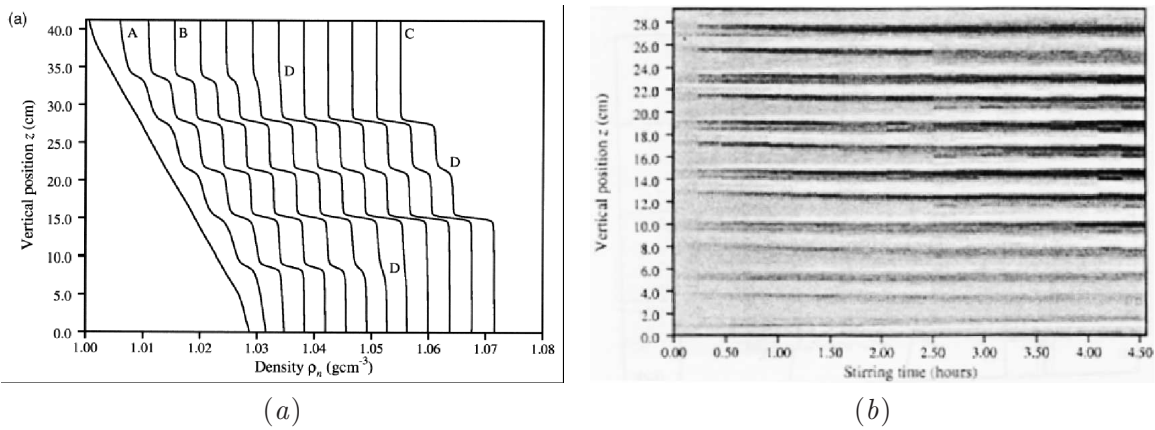 (a)
40.0
35.0
30.0
25.0
20.0
15.0
10.0
5.0
0.0
Vertical position z (cm)
A
B
C
D
D
D
1.00 1.01 1.02 1.03 1.04 1.05 1.06 1.07 1.08
Density ρn (gcm-3)
(a)
28.0
26.0
24.0
22.0
20.0
18.0
16.0
14.0
12.0
10.0
8.0
6.0
4.0
2.0
0.0
Vertical position z (cm)
0.00 0.50 1.00 1.50 2.00 2.50 3.00 3.50 4.00 4.50
Stirring time (hours)
(b)